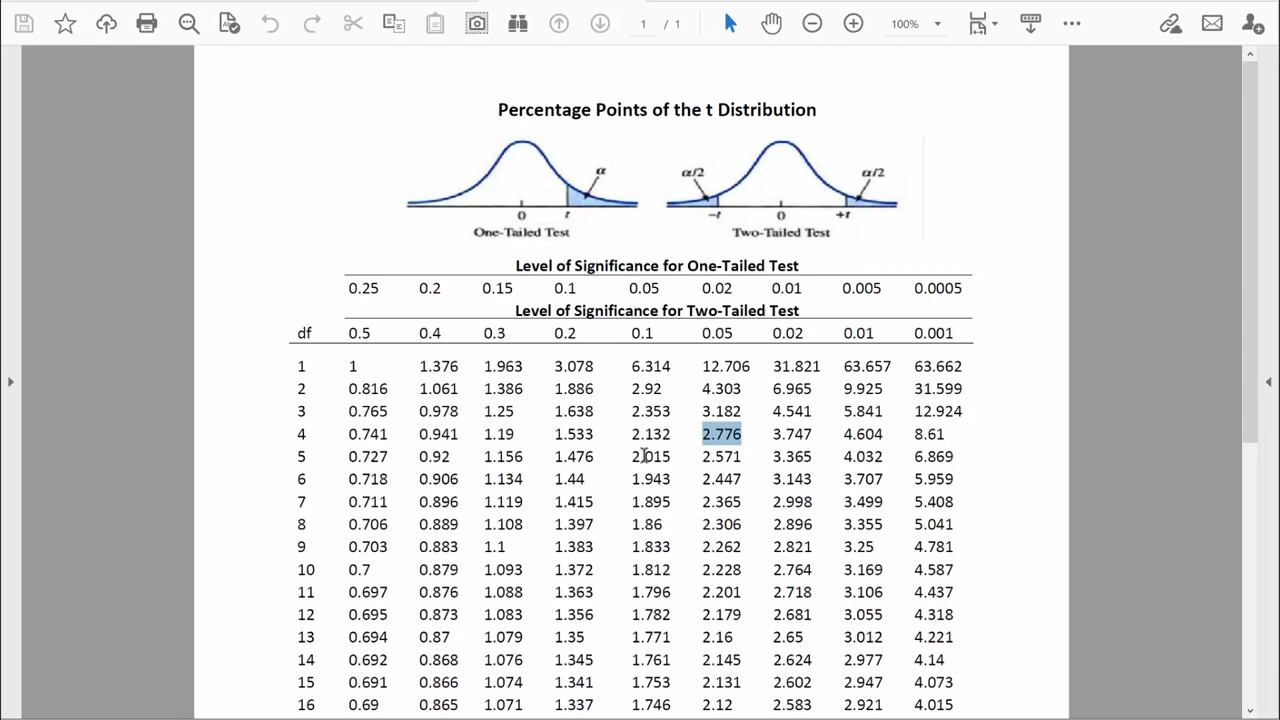 1 / 1 100%
Percentage Points of the t Distribution
α α/2 α/2
0 t -t 0 +t
One-Tailed Test Two-Tailed Test
Level of Significance for One-Tailed Test
0.25 0.2 0.15 0.1 0.05 0.02 0.01 0.005 0.0005
Level of Significance for Two-Tailed Test
df 0.5 0.4 0.3 0.2 0.1 0.05 0.02 0.01 0.001
1 1 1.376 1.963 3.078 6.314 12.706 31.821 63.657 63.662
2 0.816 1.061 1.386 1.886 2.92 4.303 6.965 9.925 31.599
3 0.765 0.978 1.25 1.638 2.353 3.182 4.541 5.841 12.924
4 0.741 0.941 1.19 1.533 2.132 2.776 3.747 4.604 8.61
5 0.727 0.92 1.156 1.476 2.015 2.571 3.365 4.032 6.869
6 0.718 0.906 1.134 1.44 1.943 2.447 3.143 3.707 5.959
7 0.711 0.896 1.119 1.415 1.895 2.365 2.998 3.499 5.408
8 0.706 0.889 1.108 1.397 1.86 2.306 2.896 3.355 5.041
9 0.703 0.883 1.1 1.383 1.833 2.262 2.821 3.25 4.781
10 0.7 0.879 1.093 1.372 1.812 2.228 2.764 3.169 4.587
11 0.697 0.876 1.088 1.363 1.796 2.201 2.718 3.106 4.437
12 0.695 0.873 1.083 1.356 1.782 2.179 2.681 3.055 4.318
13 0.694 0.87 1.079 1.35 1.771 2.16 2.65 3.012 4.221
14 0.692 0.868 1.076 1.345 1.761 2.145 2.624 2.977 4.14
15 0.691 0.866 1.074 1.341 1.753 2.131 2.602 2.947 4.073
16 0.69 0.865 1.071 1.337 1.746 2.12 2.583 2.921 4.015